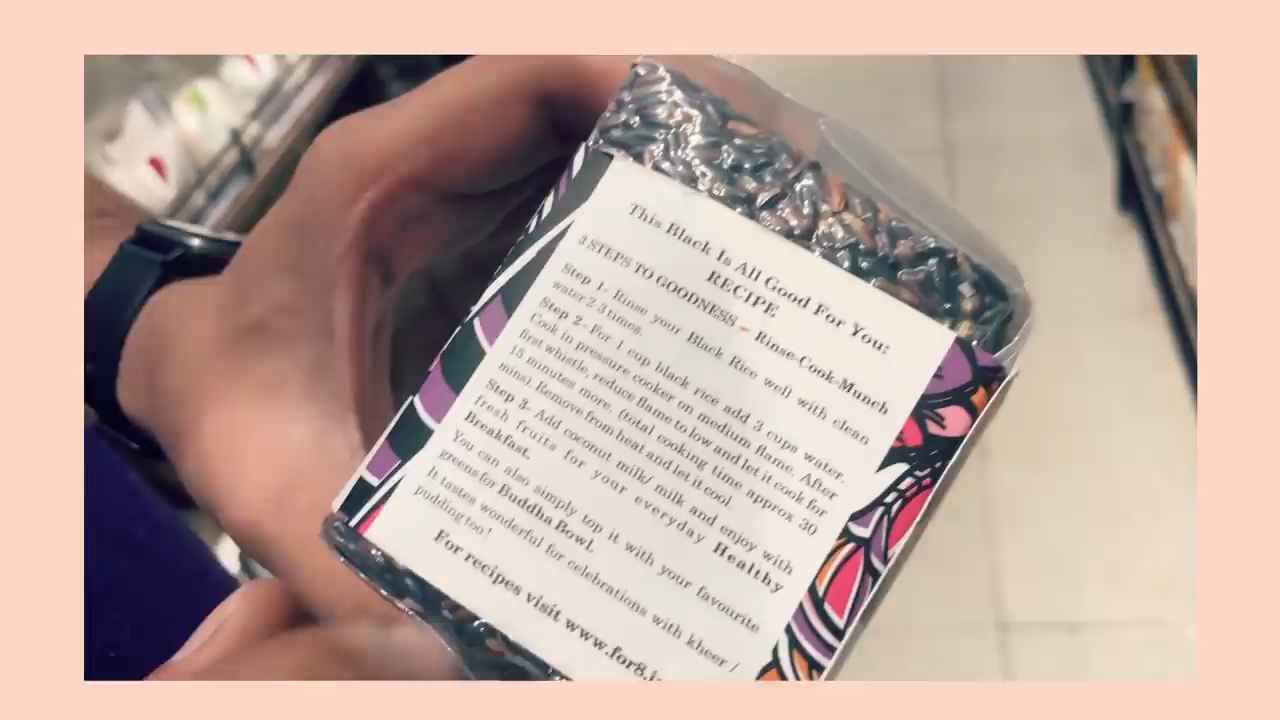 This Black Is All Good For You:
RECIPE
3 STEPS TO GOODNESS - Rinse-Cook-Munch
Step 1- Rinse your Black Rice well with clean
water 2-3 times.
Step 2- For 1 cup black rice add 3 cups water.
Cook in pressure cooker on medium flame. After
first whistle, reduce flame to low and let it cook for
15 minutes more. (total cooking time approx 30
mins). Remove from heat and let it cool.
Step 3- Add coconut milk/ milk and enjoy with
fresh fruits for your everyday Healthy
Breakfast.
You can also simply top it with your favourite
greens for Buddha Bowl.
It tastes wonderful for celebrations with kheer /
pudding too!
For recipes visit www.for8.i